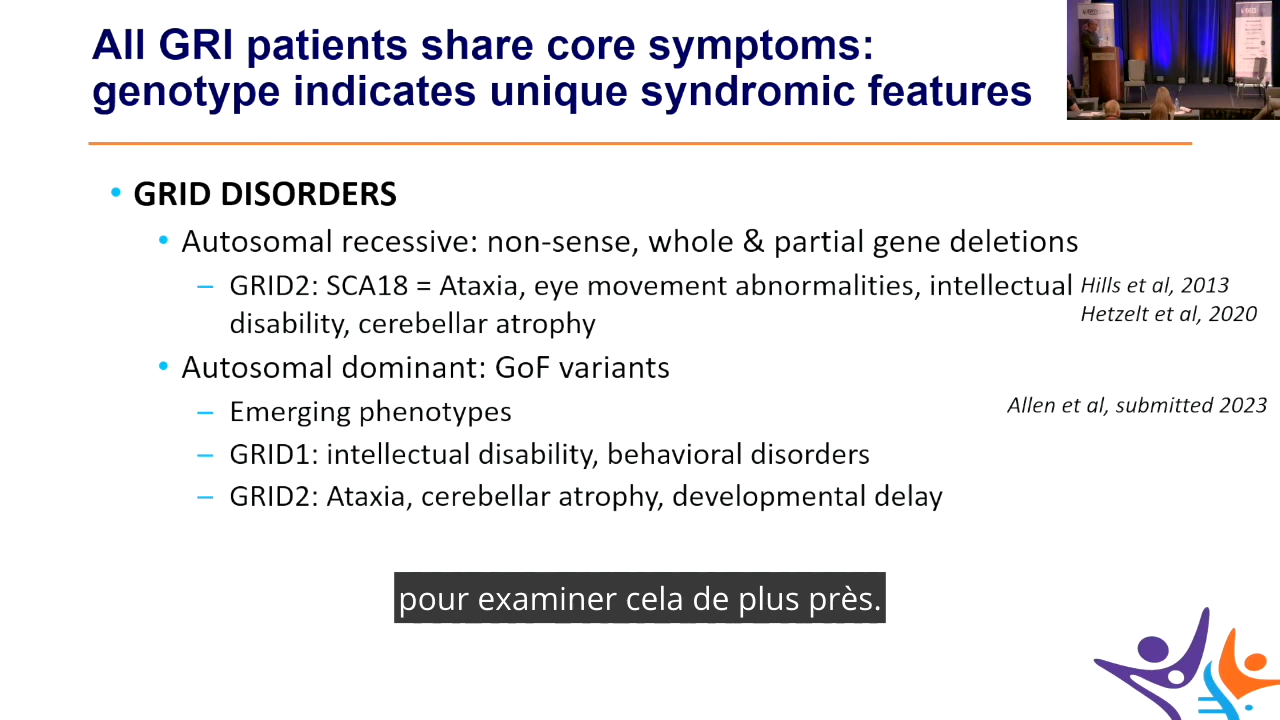 All GRI patients share core symptoms:
genotype indicates unique syndromic features
• GRID DISORDERS
• Autosomal recessive: non-sense, whole & partial gene deletions
– GRID2: SCA18 = Ataxia, eye movement abnormalities, intellectual
disability, cerebellar atrophy
Hills et al, 2013
Hetzelt et al, 2020
• Autosomal dominant: GoF variants
– Emerging phenotypes
Allen et al, submitted 2023
– GRID1: intellectual disability, behavioral disorders
– GRID2: Ataxia, cerebellar atrophy, developmental delay
pour examiner cela de plus près.